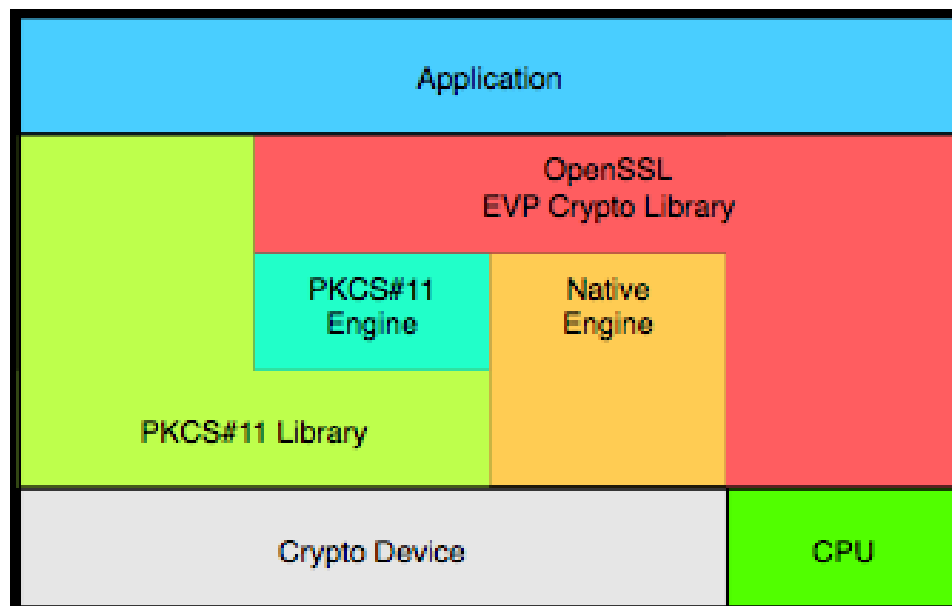 Application
OpenSSL
EVP Crypto Library
PKCS#11
Engine
Native
Engine
PKCS#11 Library
Crypto Device
CPU